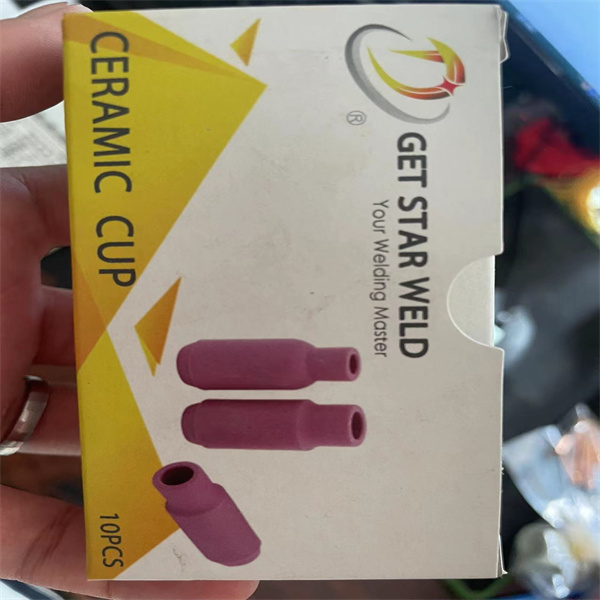 ®
GET STAR WELD
Your Welding Master
CERAMIC CUP
10PCS